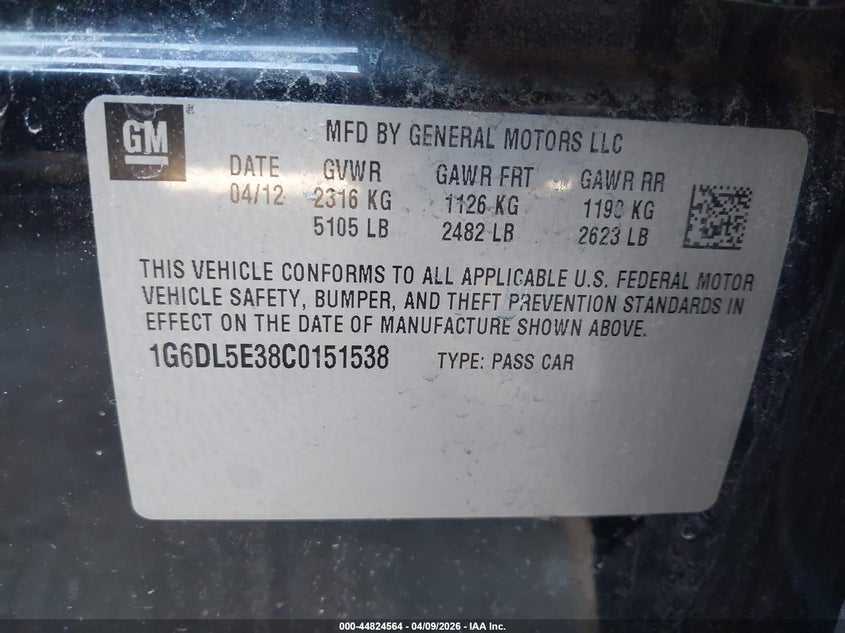 GM
MFD BY GENERAL MOTORS LLC
DATE GVWR GAWR FRT GAWR RR
04/12 2316 KG 1126 KG 1190 KG
5105 LB 2482 LB 2623 LB
THIS VEHICLE CONFORMS TO ALL APPLICABLE U.S. FEDERAL MOTOR
VEHICLE SAFETY, BUMPER, AND THEFT PREVENTION STANDARDS IN
EFFECT ON THE DATE OF MANUFACTURE SHOWN ABOVE.
1G6DL5E38C0151538 TYPE: PASS CAR
000-44824564 - 04/09/2026 - IAA Inc.